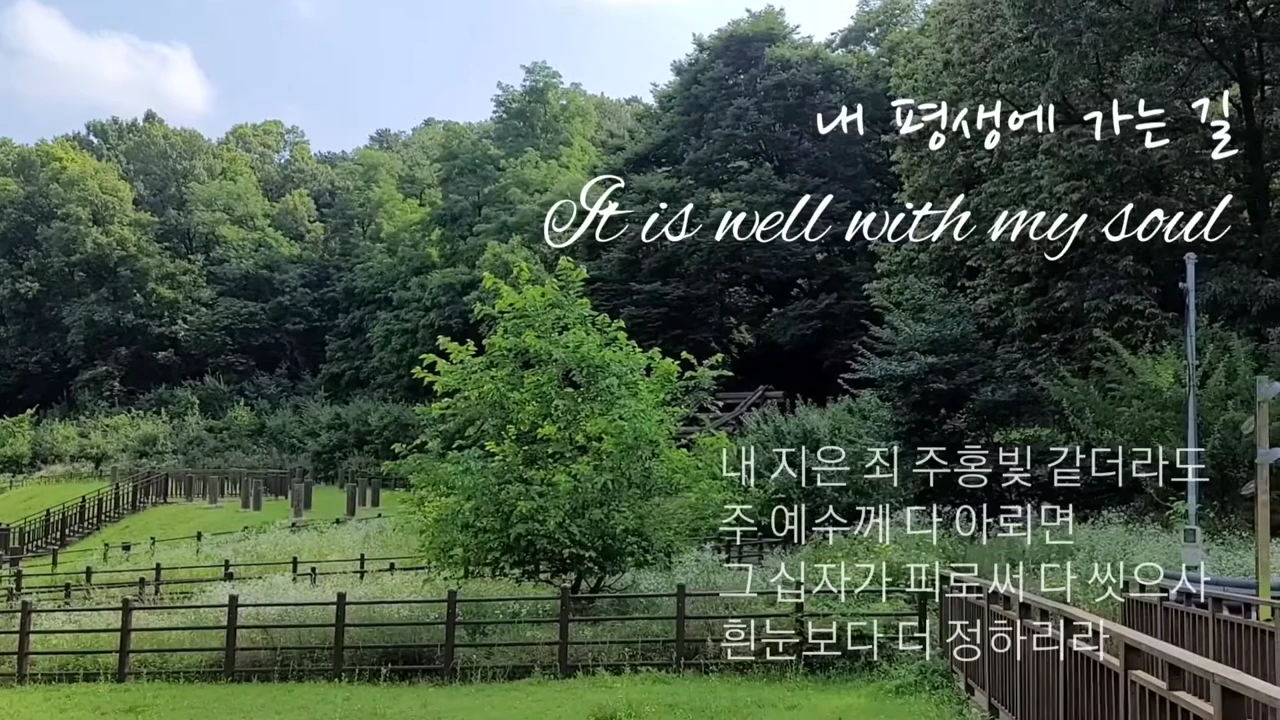 내 평생에 가는 길
It is well with my soul
내 지은 죄 주홍빛 같더라도
주 예수께 다 아뢰면
그 십자가 피로써 다 씻으사
흰눈보다 더 정하리라